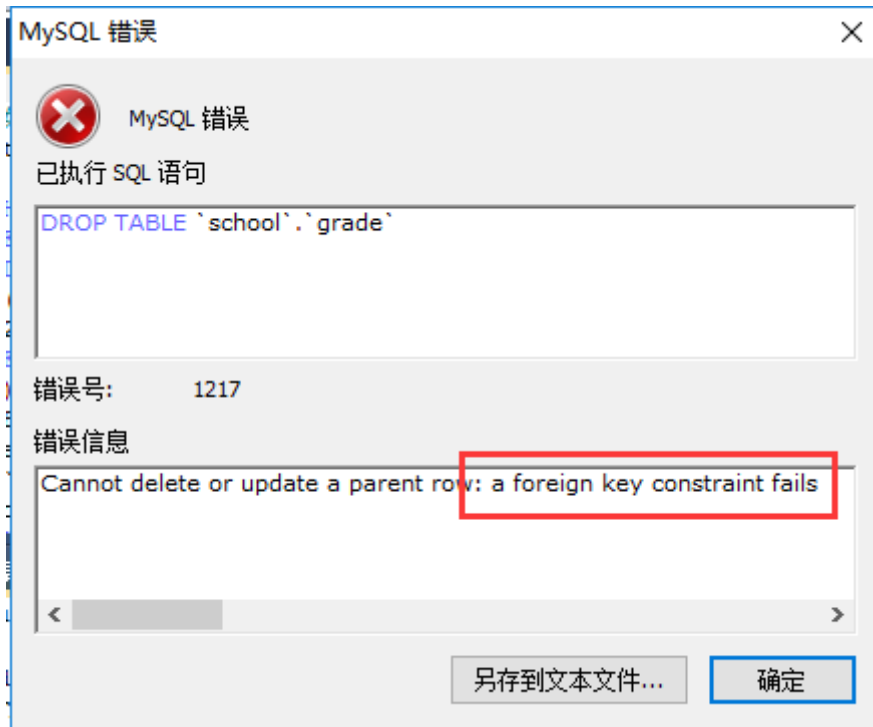 MySQL 错误
MySQL 错误
已执行 SQL 语句
DROP TABLE `school`.`grade`
错误号: 1217
错误信息
Cannot delete or update a parent row: a foreign key constraint fails
另存到文本文件... 确定